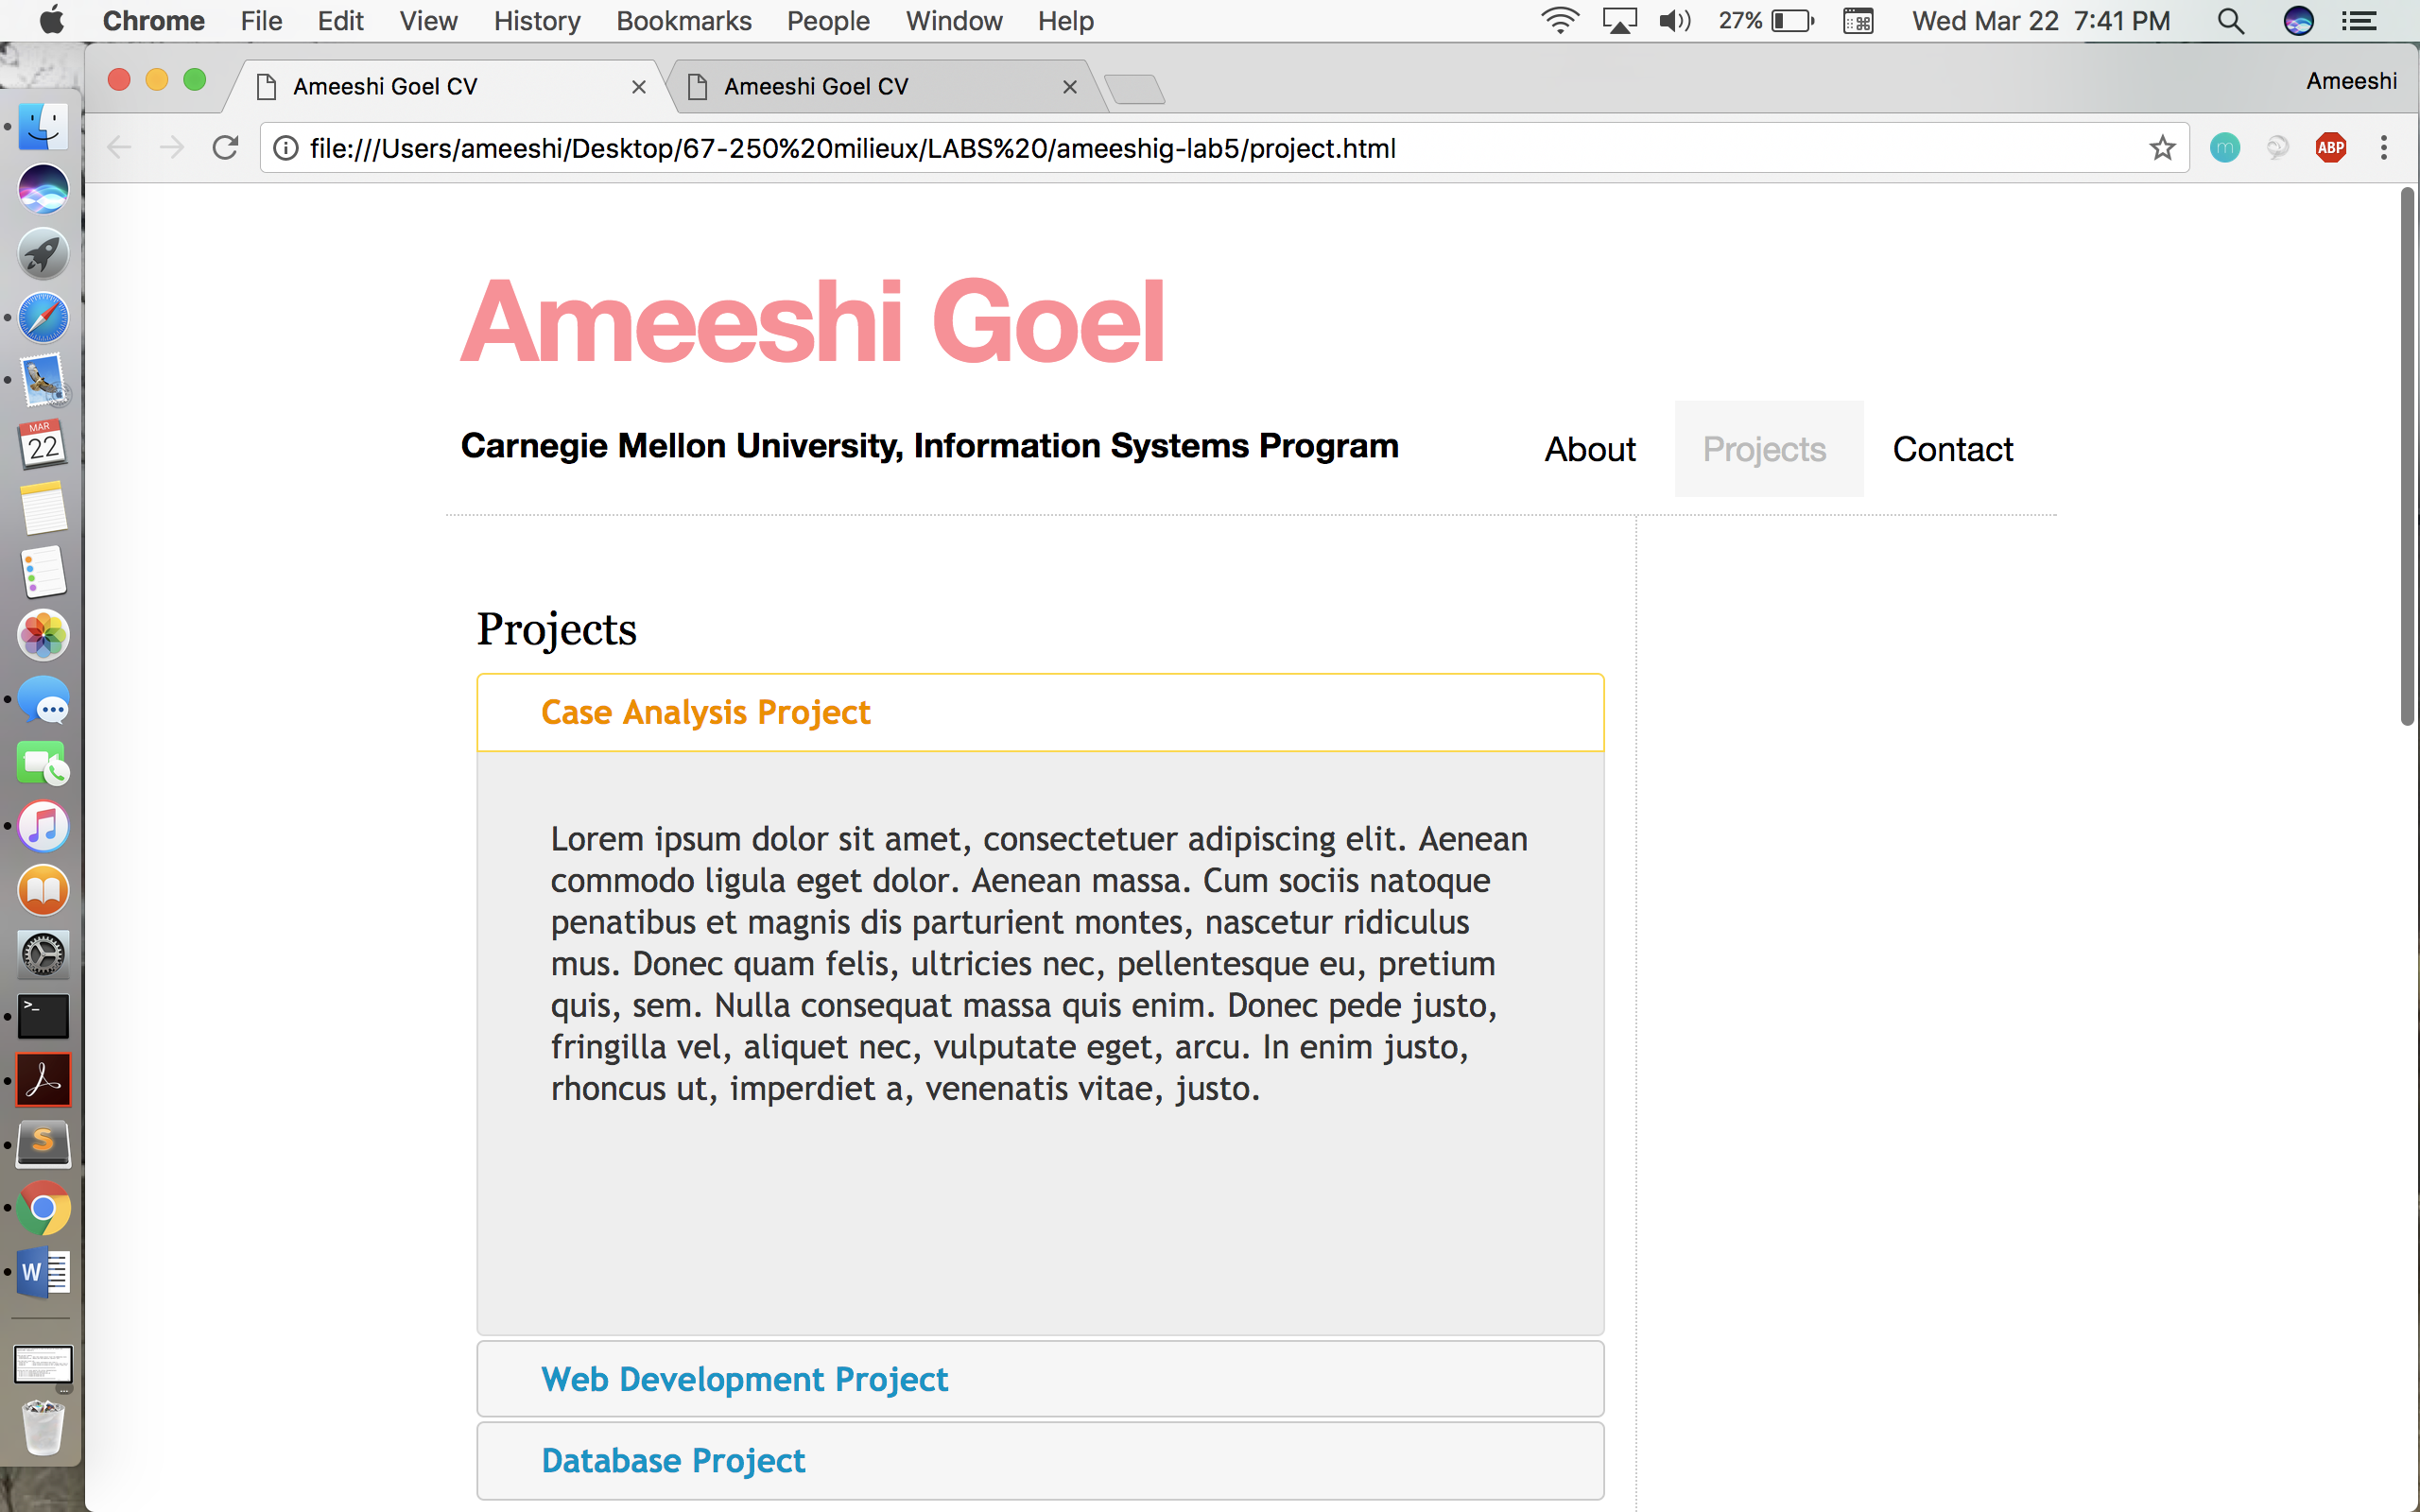 Chrome File Edit View History Bookmarks People Window Help 27% Wed Mar 22 7:41 PM
Ameeshi Goel CV Ameeshi Goel CV Ameeshi
file:///Users/ameeshi/Desktop/67-250%20milieux/LABS%20/ameeshig-lab5/project.html m ABP
Ameeshi Goel
Carnegie Mellon University, Information Systems Program About Projects Contact
MAR
22
Projects
Case Analysis Project
Lorem ipsum dolor sit amet, consectetuer adipiscing elit. Aenean
commodo ligula eget dolor. Aenean massa. Cum sociis natoque
penatibus et magnis dis parturient montes, nascetur ridiculus
mus. Donec quam felis, ultricies nec, pellentesque eu, pretium
quis, sem. Nulla consequat massa quis enim. Donec pede justo,
fringilla vel, aliquet nec, vulputate eget, arcu. In enim justo,
rhoncus ut, imperdiet a, venenatis vitae, justo.
>_
S
W
Web Development Project
Database Project